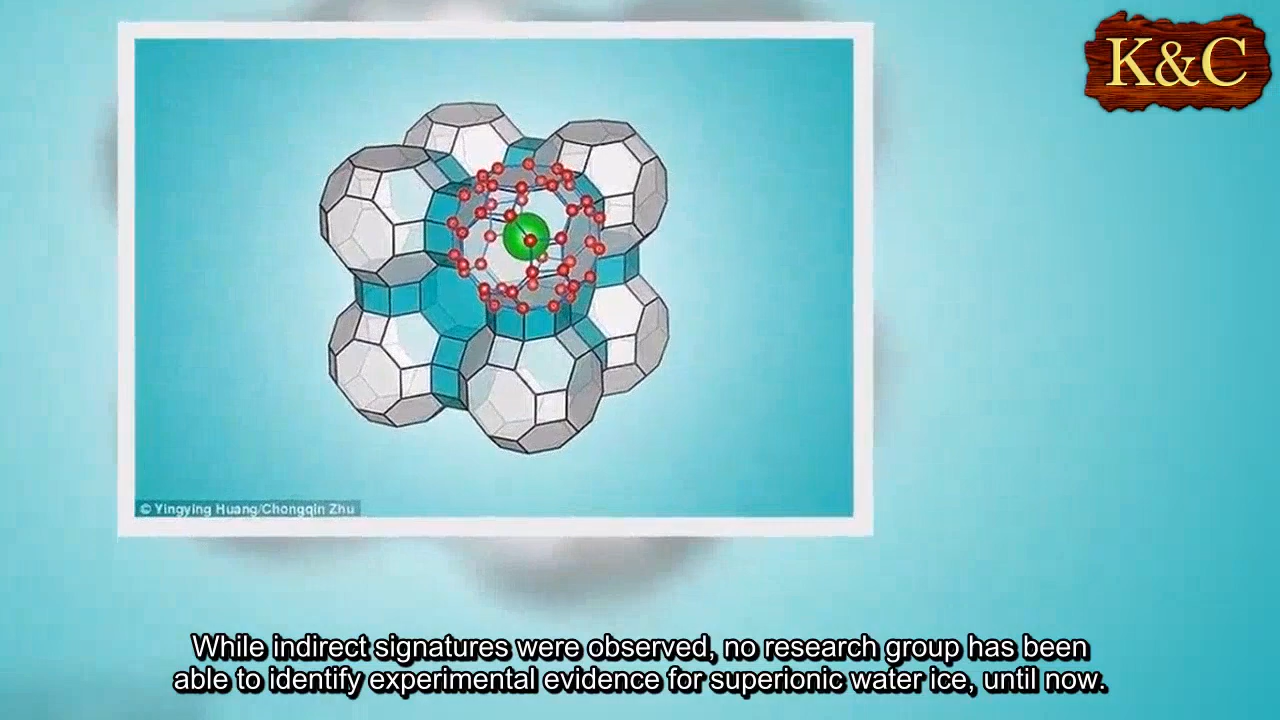 K&C
© Yingying Huang/Chongqin Zhu
While indirect signatures were observed, no research group has been
able to identify experimental evidence for superionic water ice, until now.